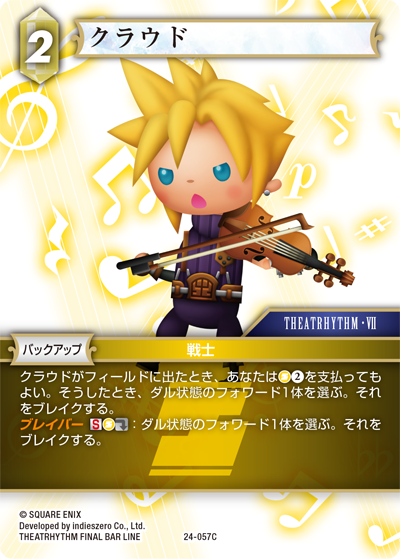 2
クラウド
p
THEATRHYTHM・VII
バックアップ
戦士
クラウドがフィールドに出たとき、あなたは2を支払っても
よい。そうしたとき、ダル状態のフォワード1体を選ぶ。それ
をブレイクする。
ブレイバー S：ダル状態のフォワード1体を選ぶ。それを
ブレイクする。
© SQUARE ENIX
Developed by indieszero Co., Ltd.
THEATRHYTHM FINAL BAR LINE
24-057C